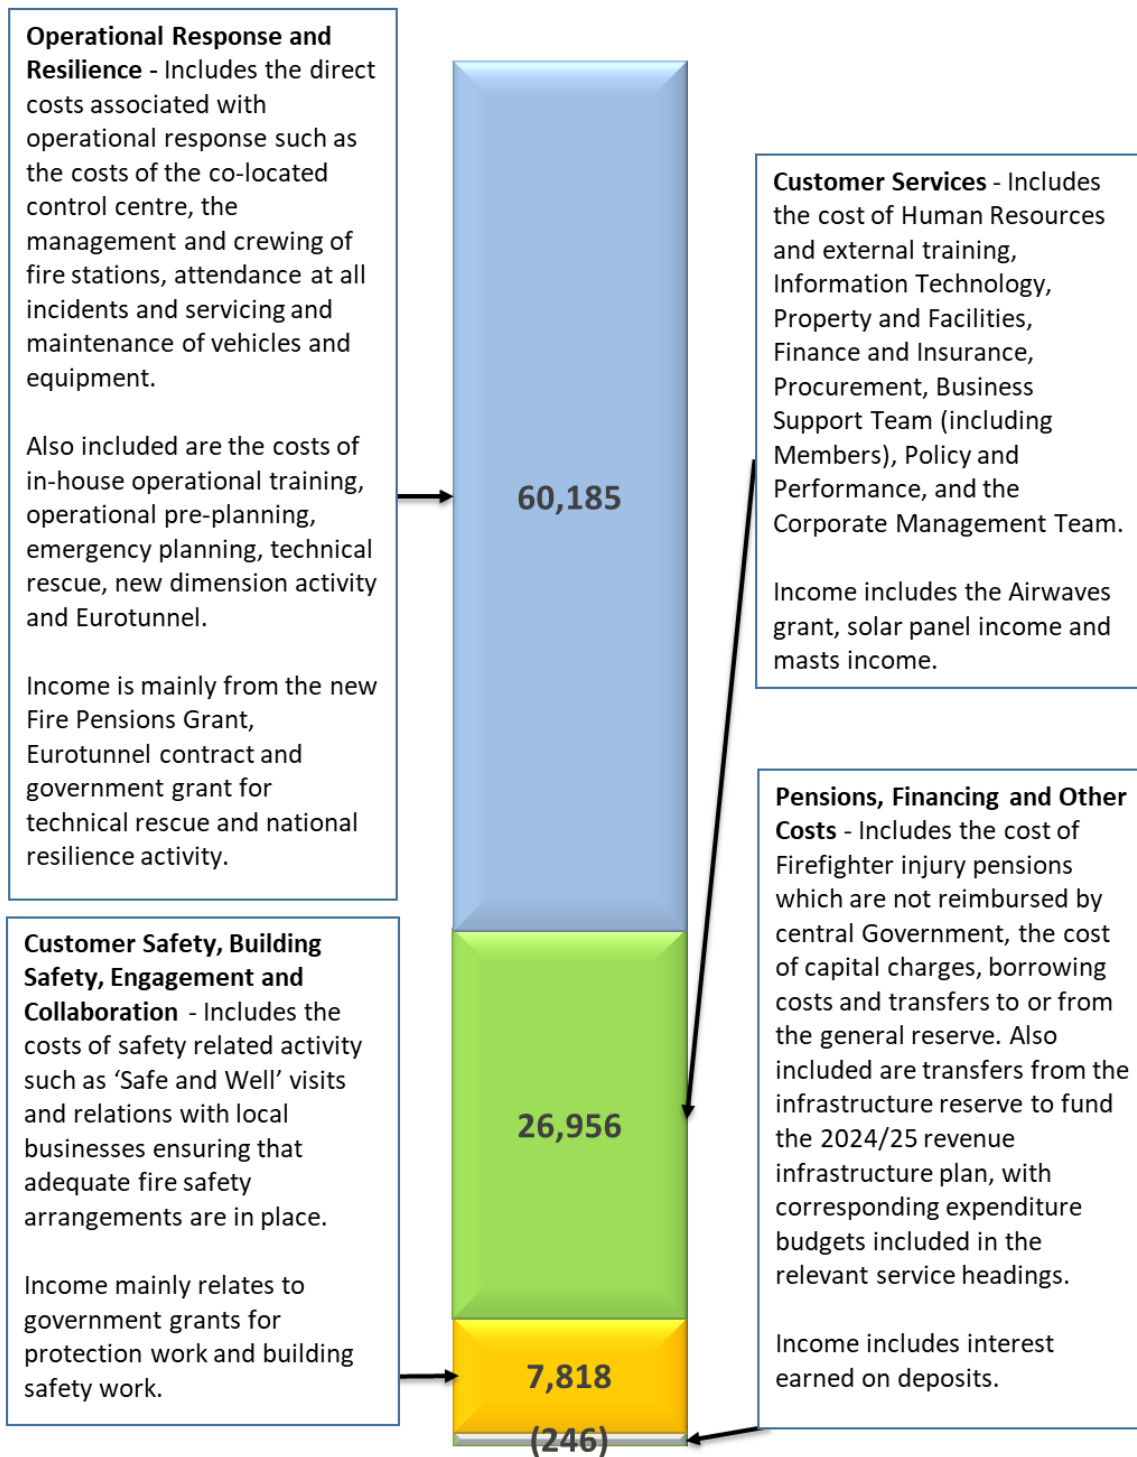 Operational Response and
Resilience - Includes the direct
costs associated with
operational response such as
the costs of the co-located
control centre, the
management and crewing of
fire stations, attendance at all
incidents and servicing and
maintenance of vehicles and
equipment.
Also included are the costs of
in-house operational training,
operational pre-planning,
emergency planning, technical
rescue, new dimension activity
and Eurotunnel.
Income is mainly from the new
Fire Pensions Grant,
Eurotunnel contract and
government grant for
technical rescue and national
resilience activity.
Customer Safety, Building
Safety, Engagement and
Collaboration - Includes the
costs of safety related activity
such as ‘Safe and Well’ visits
and relations with local
businesses ensuring that
adequate fire safety
arrangements are in place.
Income mainly relates to
government grants for
protection work and building
safety work.
60,185
26,956
7,818
(246)
Customer Services - Includes
the cost of Human Resources
and external training,
Information Technology,
Property and Facilities,
Finance and Insurance,
Procurement, Business
Support Team (including
Members), Policy and
Performance, and the
Corporate Management Team.
Income includes the Airwaves
grant, solar panel income and
masts income.
Pensions, Financing and Other
Costs - Includes the cost of
Firefighter injury pensions
which are not reimbursed by
central Government, the cost
of capital charges, borrowing
costs and transfers to or from
the general reserve. Also
included are transfers from the
infrastructure reserve to fund
the 2024/25 revenue
infrastructure plan, with
corresponding expenditure
budgets included in the
relevant service headings.
Income includes interest
earned on deposits.